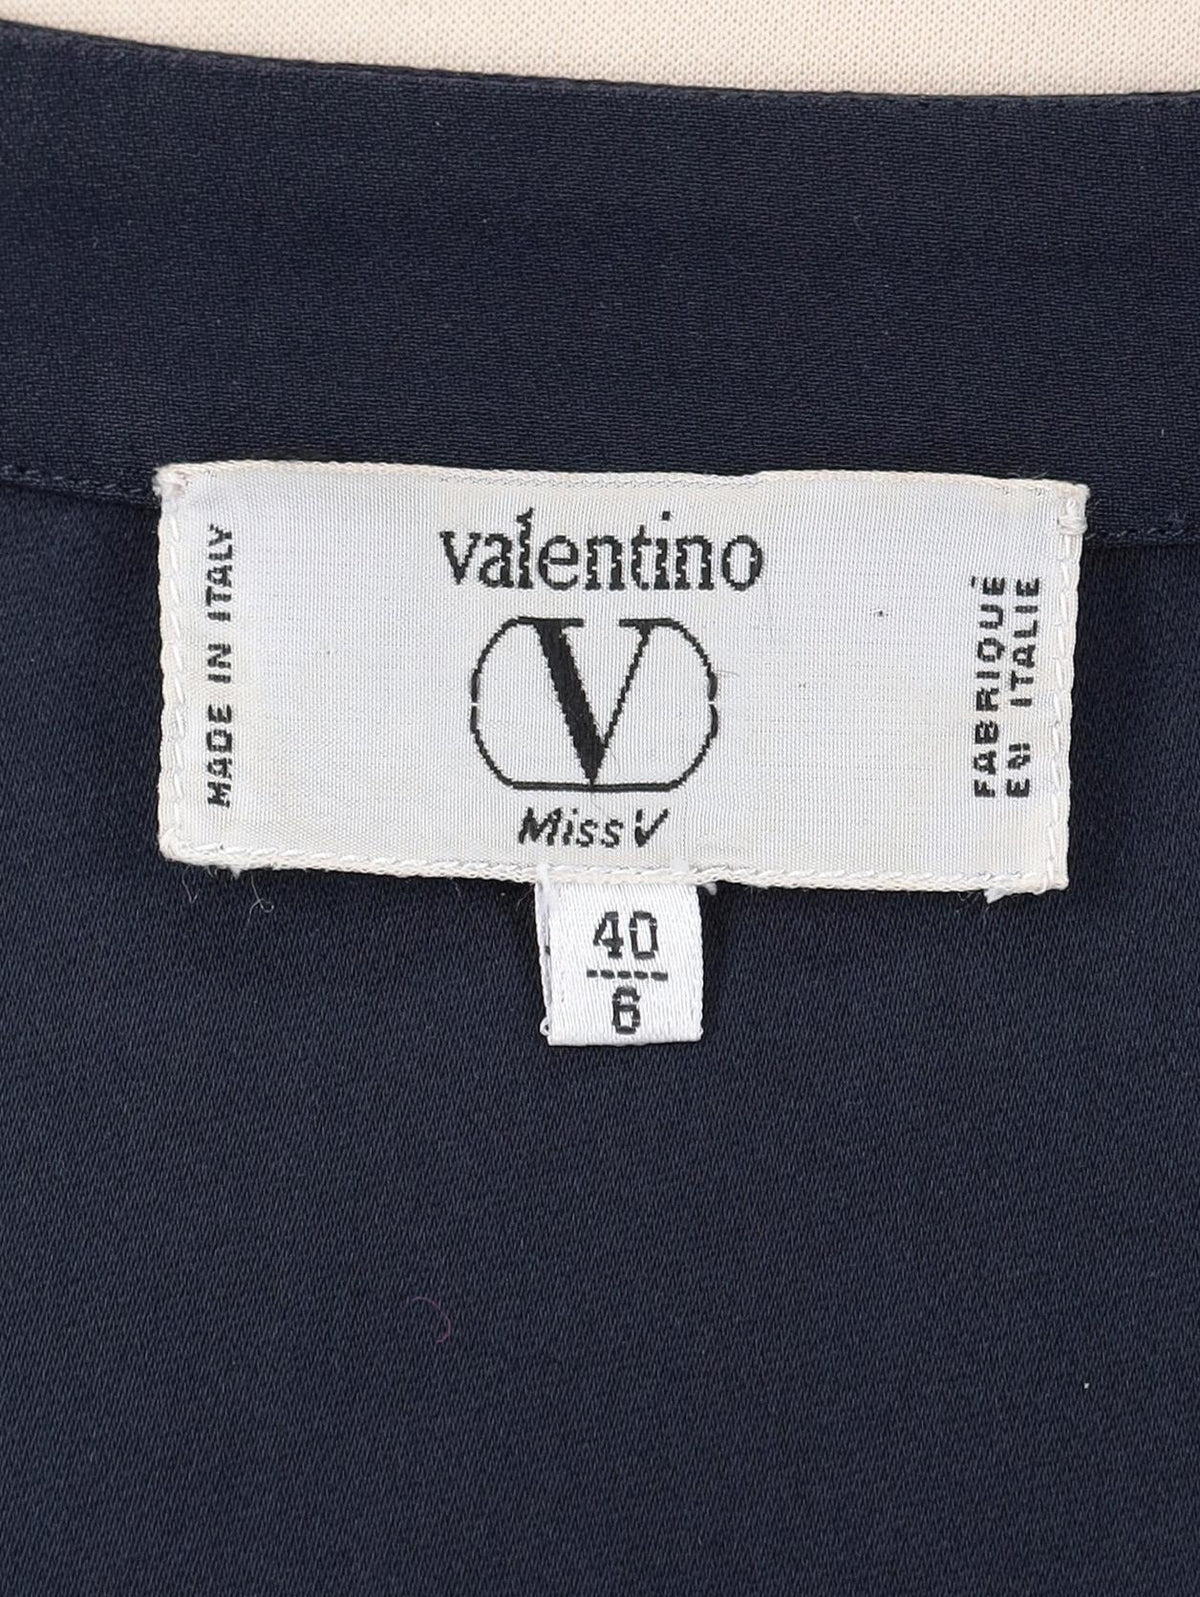 valentino
V
Miss V
MADE IN ITALY
FABRIQUÉ
EN ITALIE
40
6